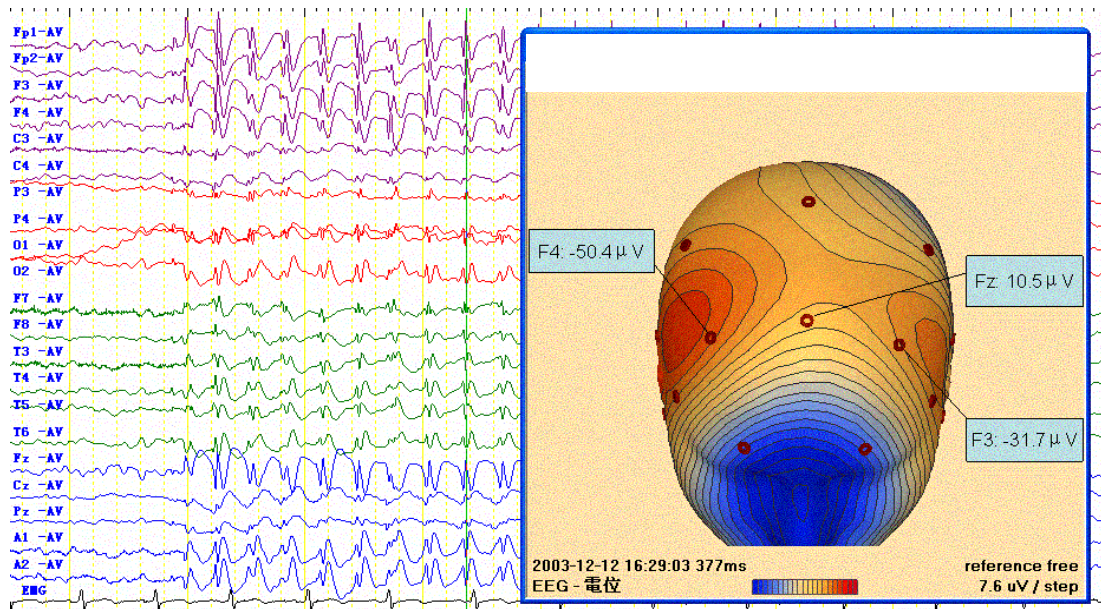 Fp1-AV
Fp2-AV
F3 -AV
F4 -AV
C3 -AV
C4 -AV
P3 -AV
P4 -AV
O1 -AV
O2 -AV
F7 -AV
F8 -AV
T3 -AV
T4 -AV
T5 -AV
T6 -AV
Fz -AV
Cz -AV
Pz -AV
A1 -AV
A2 -AV
EMG
F4: -50.4μV
Fz: 10.5μV
F3: -31.7μV
2003-12-12 16:29:03 377ms
EEG - 電位
reference free
7.6 uV / step